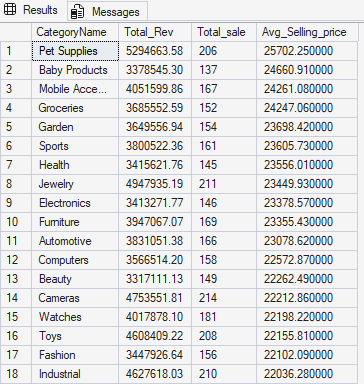 Results Messages
CategoryName Total_Rev Total_sale Avg_Selling_price
1 Pet Supplies 5294663.58 206 25702.250000
2 Baby Products 3378545.30 137 24660.910000
3 Mobile Acce... 4051599.86 167 24261.080000
4 Groceries 3685552.59 152 24247.060000
5 Garden 3649556.94 154 23698.420000
6 Sports 3800522.36 161 23605.730000
7 Health 3415621.76 145 23556.010000
8 Jewelry 4947935.19 211 23449.930000
9 Electronics 3413271.77 146 23378.570000
10 Furniture 3947067.07 169 23355.430000
11 Automotive 3831051.38 166 23078.620000
12 Computers 3566514.20 158 22572.870000
13 Beauty 3317111.13 149 22262.490000
14 Cameras 4753551.81 214 22212.860000
15 Watches 4017878.10 181 22198.220000
16 Toys 4608409.22 208 22155.810000
17 Fashion 3447926.64 156 22102.090000
18 Industrial 4627618.03 210 22036.280000